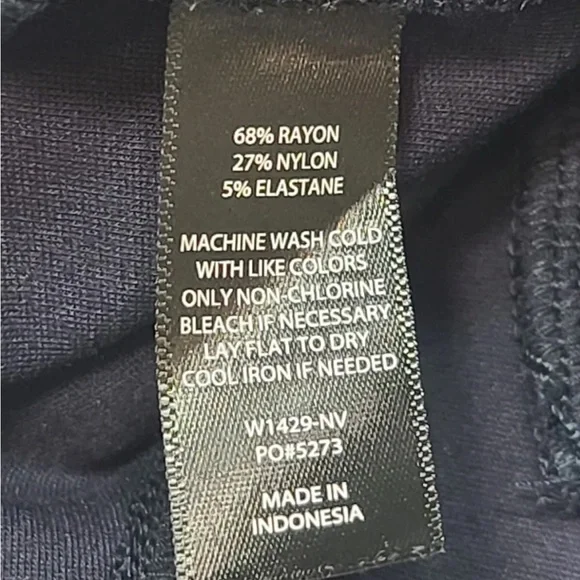 68% RAYON
27% NYLON
5% ELASTANE
MACHINE WASH COLD
WITH LIKE COLORS
ONLY NON-CHLORINE
BLEACH IF NECESSARY
LAY FLAT TO DRY
COOL IRON IF NEEDED
W1429-NV
PO#5273
MADE IN
INDONESIA